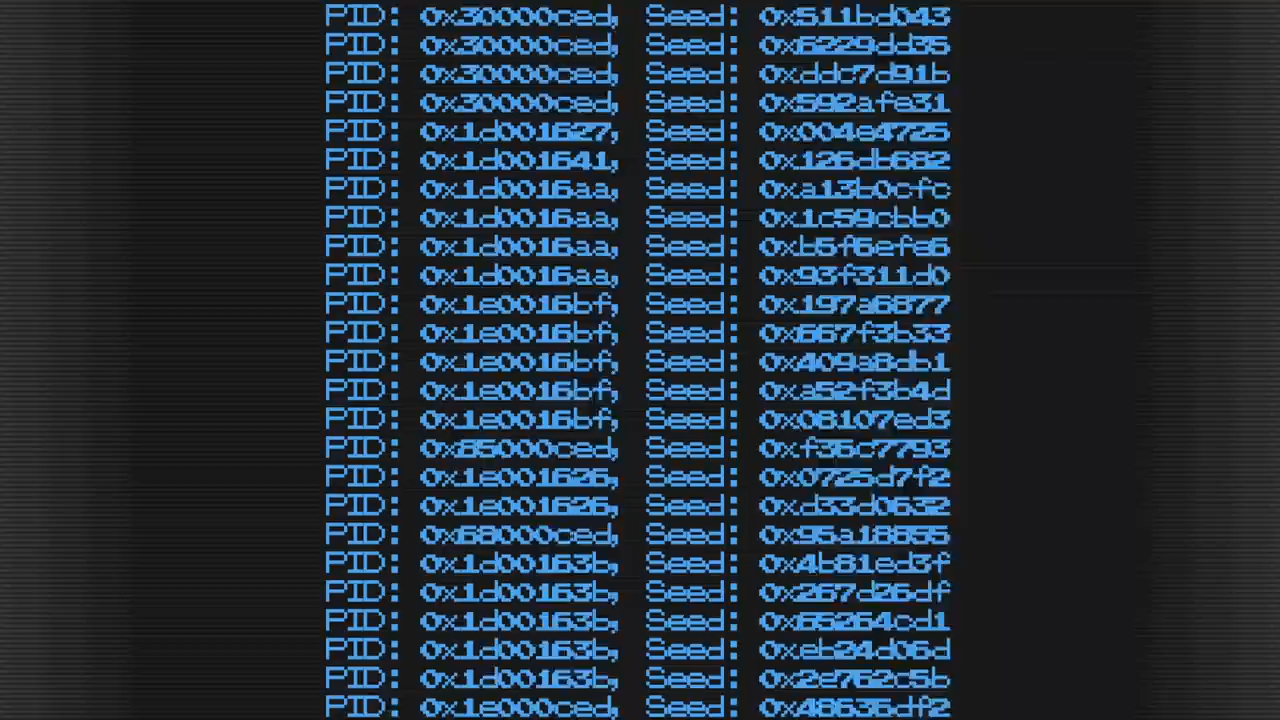 PID: 0x30000ced, Seed: 0x511bd043
PID: 0x30000ced, Seed: 0x6229dd35
PID: 0x30000ced, Seed: 0xddc7d91b
PID: 0x30000ced, Seed: 0x592afe31
PID: 0x1d001627, Seed: 0x004e4725
PID: 0x1d001641, Seed: 0x126db682
PID: 0x1d0016aa, Seed: 0xa13b0cfc
PID: 0x1d0016aa, Seed: 0x1c59cbb0
PID: 0x1d0016aa, Seed: 0xb5f6efe6
PID: 0x1d0016aa, Seed: 0x93f311d0
PID: 0x1e0016bf, Seed: 0x197a6877
PID: 0x1e0016bf, Seed: 0x667f3b33
PID: 0x1e0016bf, Seed: 0x409a8db1
PID: 0x1e0016bf, Seed: 0xa52f3b4d
PID: 0x1e0016bf, Seed: 0x08107ed3
PID: 0x85000ced, Seed: 0xf36c7793
PID: 0x1e001626, Seed: 0x0725d7f2
PID: 0x1e001626, Seed: 0xd33d0632
PID: 0x68000ced, Seed: 0x95a18855
PID: 0x1d00163b, Seed: 0x4b81ed3f
PID: 0x1d00163b, Seed: 0x267d26df
PID: 0x1d00163b, Seed: 0x65264cd1
PID: 0x1d00163b, Seed: 0xeb24d06d
PID: 0x1d00163b, Seed: 0x2e762c5b
PID: 0x1e000ced, Seed: 0x48636df2